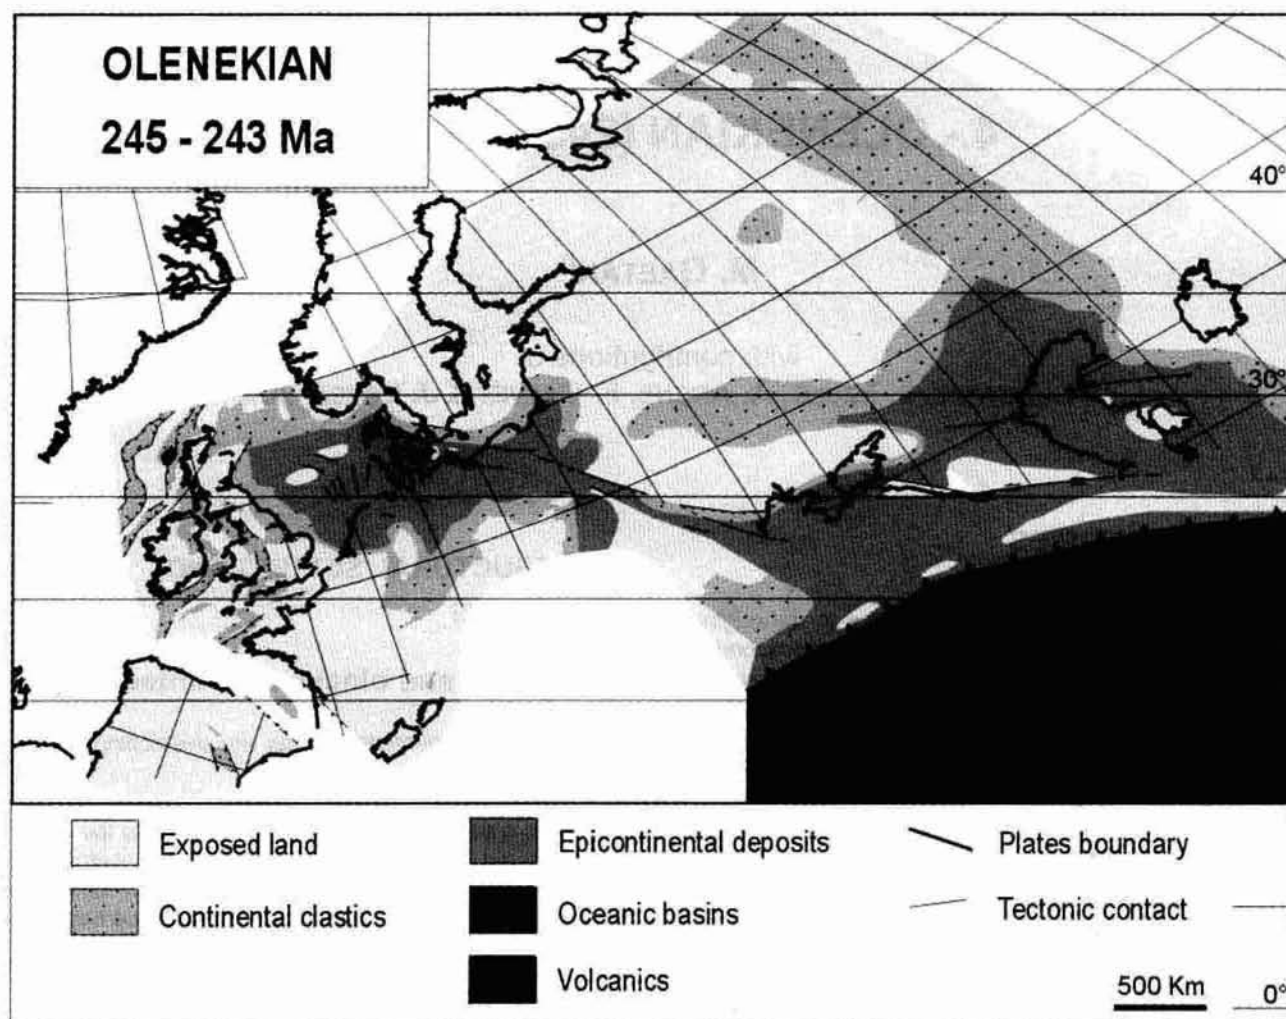 OLENEKIAN
245 - 243 Ma
40°
30°
Exposed land
Epicontinental deposits
Plates boundary
Continental clastics
Oceanic basins
Tectonic contact
Volcanics
500 Km
0°